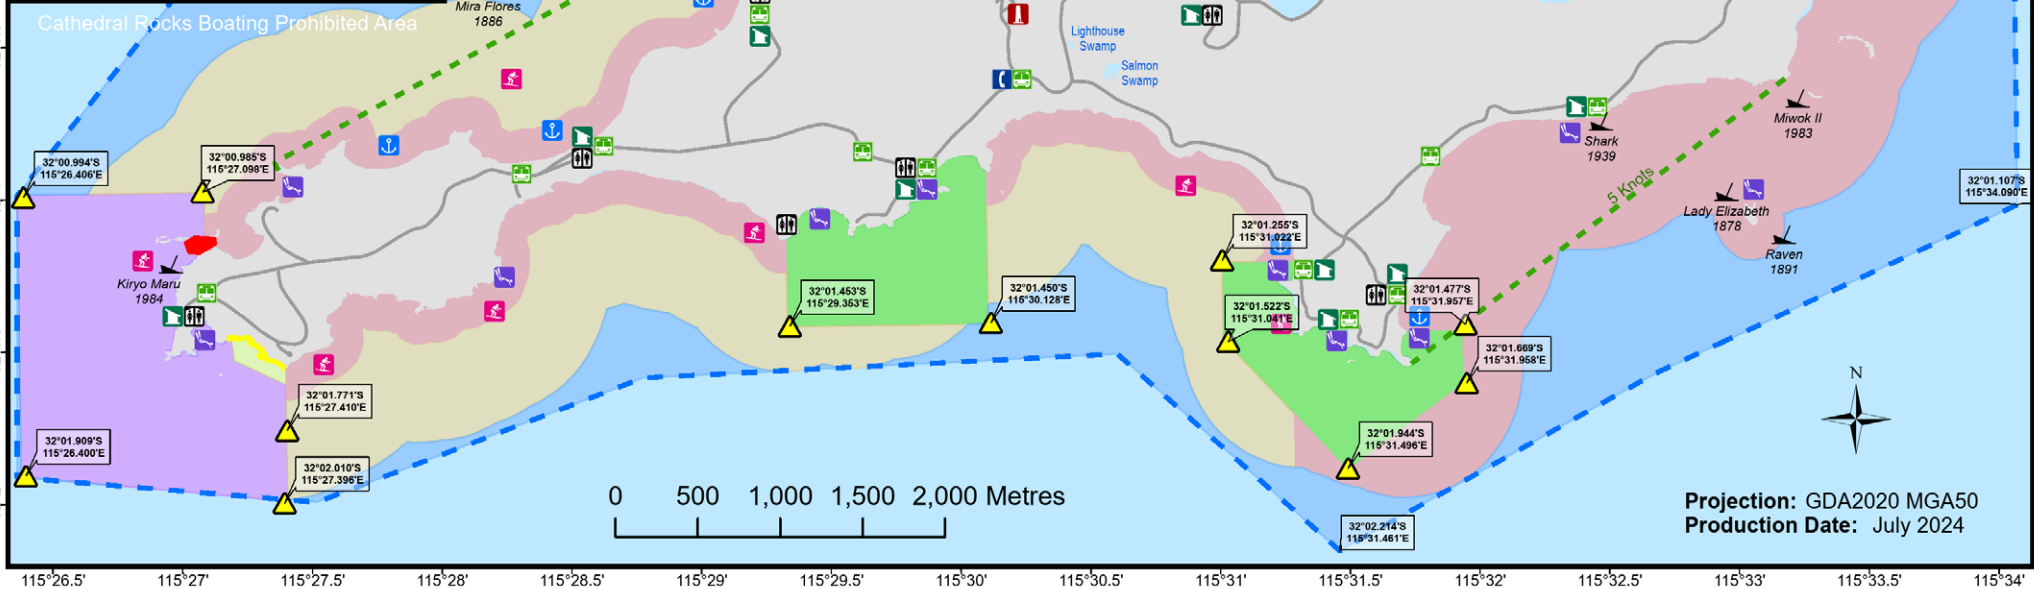 Mira Flores
1886
Cathedral Rocks Boating Prohibited Area
Lighthouse
Swamp
Salmon
Swamp
32°00.994'S
115°26.406'E
32°00.985'S
115°27.098'E
Shark
1939
Miwok II
1983
5 Knots
32°01.107'S
115°34.090'E
Lady Elizabeth
1878
Raven
1891
32°01.255'S
115°31.022'E
Kiryo Maru
1984
32°01.453'S
115°29.353'E
32°01.450'S
115°30.128'E
32°01.522'S
115°31.041'E
32°01.477'S
115°31.957'E
32°01.669'S
115°31.958'E
32°01.771'S
115°27.410'E
32°01.909'S
115°26.400'E
32°02.010'S
115°27.396'E
32°01.944'S
115°31.496'E
N
0 500 1,000 1,500 2,000 Metres
32°02.214'S
115°31.461'E
Projection: GDA2020 MGA50
Production Date: July 2024
115°26.5' 115°27' 115°27.5' 115°28' 115°28.5' 115°29' 115°29.5' 115°30' 115°30.5' 115°31' 115°31.5' 115°32' 115°32.5' 115°33' 115°33.5' 115°34'